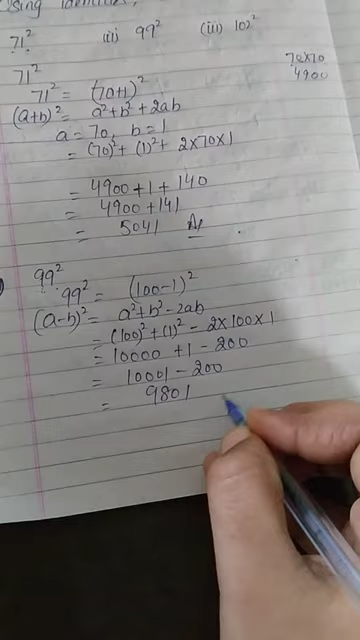 Using Identities,
71² (ii) 99² (iii) 102²
71²
70×70
4900
71² = (70+1)²
(a+b)² = a²+b²+2ab
a = 70, b = 1
= (70)² + (1)² + 2×70×1
= 4900 + 1 + 140
= 4900 + 141
= 5041 A
99²
99² = (100-1)²
(a-b)² = a²+b²-2ab
= (100)² + (1)² - 2×100×1
= 10000 + 1 - 200
= 10001 - 200
= 9801